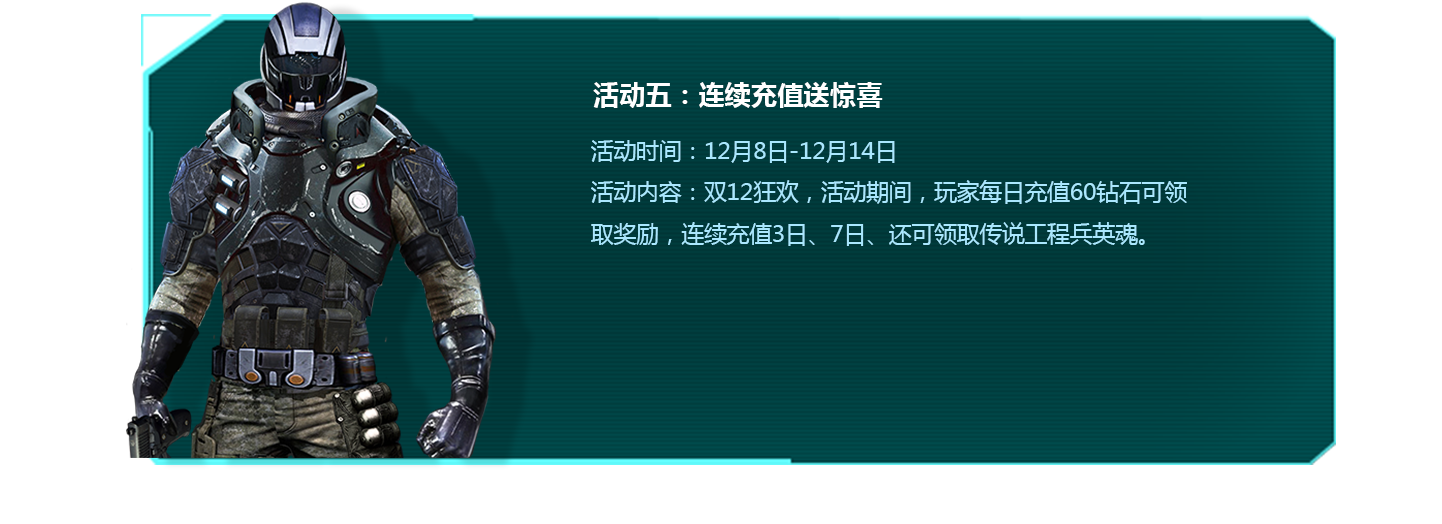 活动五：连续充值送惊喜
活动时间：12月8日-12月14日
活动内容：双12狂欢，活动期间，玩家每日充值60钻石可领
取奖励，连续充值3日、7日、还可领取传说工程兵英魂。